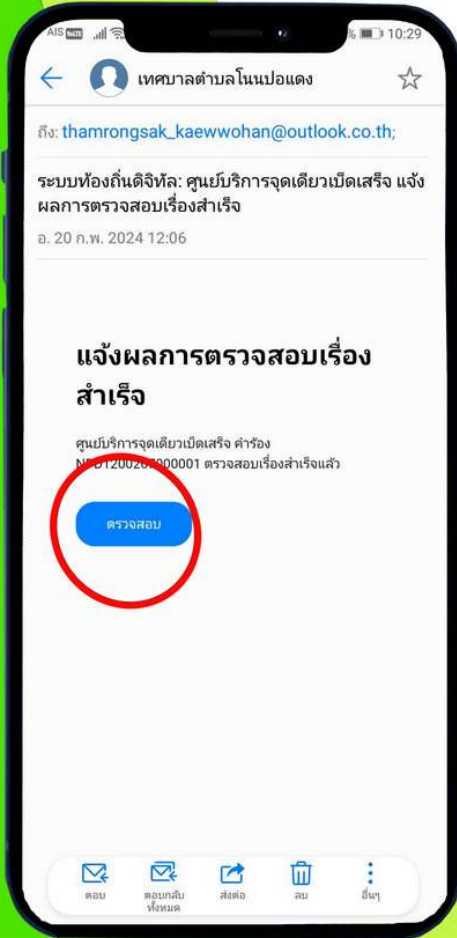 AIS % 10:29
เทศบาลตำบลโนนปอแดง
ถึง: thamrongsak_kaewwohan@outlook.co.th;
ระบบท้องถิ่นดิจิทัล: ศูนย์บริการจุดเดียวเบ็ดเสร็จ แจ้ง
ผลการตรวจสอบเรื่องสำเร็จ
อ. 20 ก.พ. 2024 12:06
แจ้งผลการตรวจสอบเรื่อง
สำเร็จ
ศูนย์บริการจุดเดียวเบ็ดเสร็จ คำร้อง
ตรวจสอบเรื่องสำเร็จแล้ว
ตรวจสอบ
ตอบ ตอบกลับ ส่งต่อ ลบ อื่นๆ
ทั้งหมด